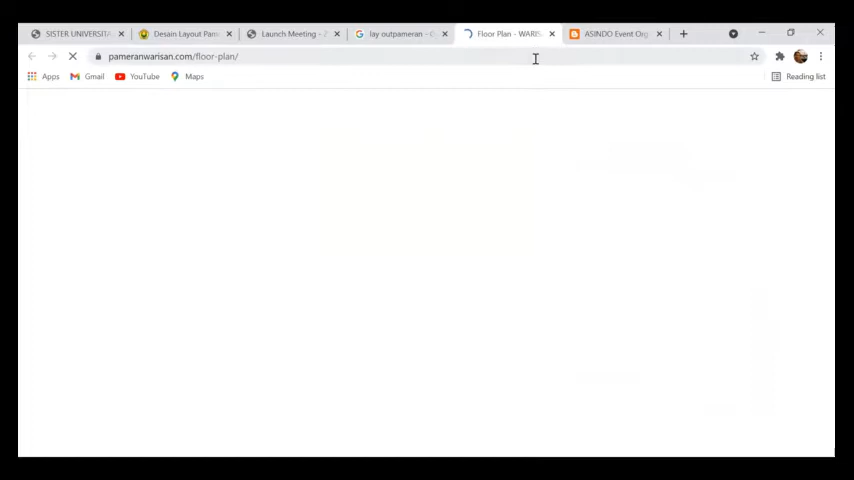 SISTER UNIVERSITA
Desain Layout Pam
Launch Meeting - Z
lay outpameran - G
Floor Plan - WARIS
ASINDO Event Org
pameranwarisan.com/floor-plan/
Apps
Gmail
YouTube
Maps
Reading list